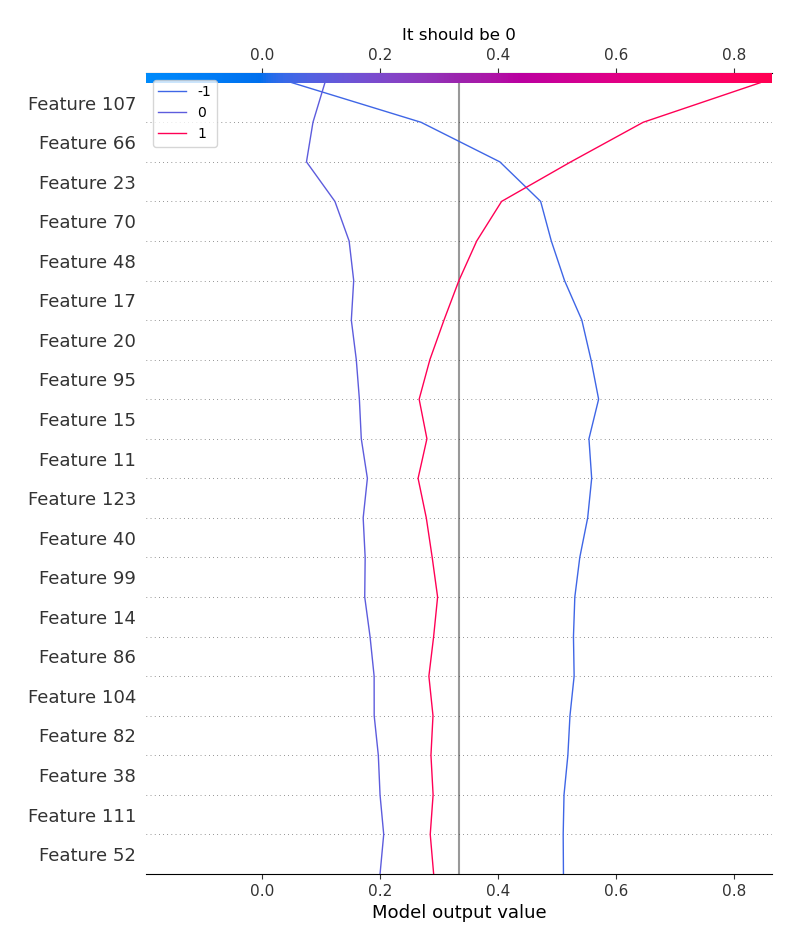 It should be 0
0.0 0.2 0.4 0.6 0.8
-1
0
1
Feature 107
Feature 66
Feature 23
Feature 70
Feature 48
Feature 17
Feature 20
Feature 95
Feature 15
Feature 11
Feature 123
Feature 40
Feature 99
Feature 14
Feature 86
Feature 104
Feature 82
Feature 38
Feature 111
Feature 52
0.0 0.2 0.4 0.6 0.8
Model output value